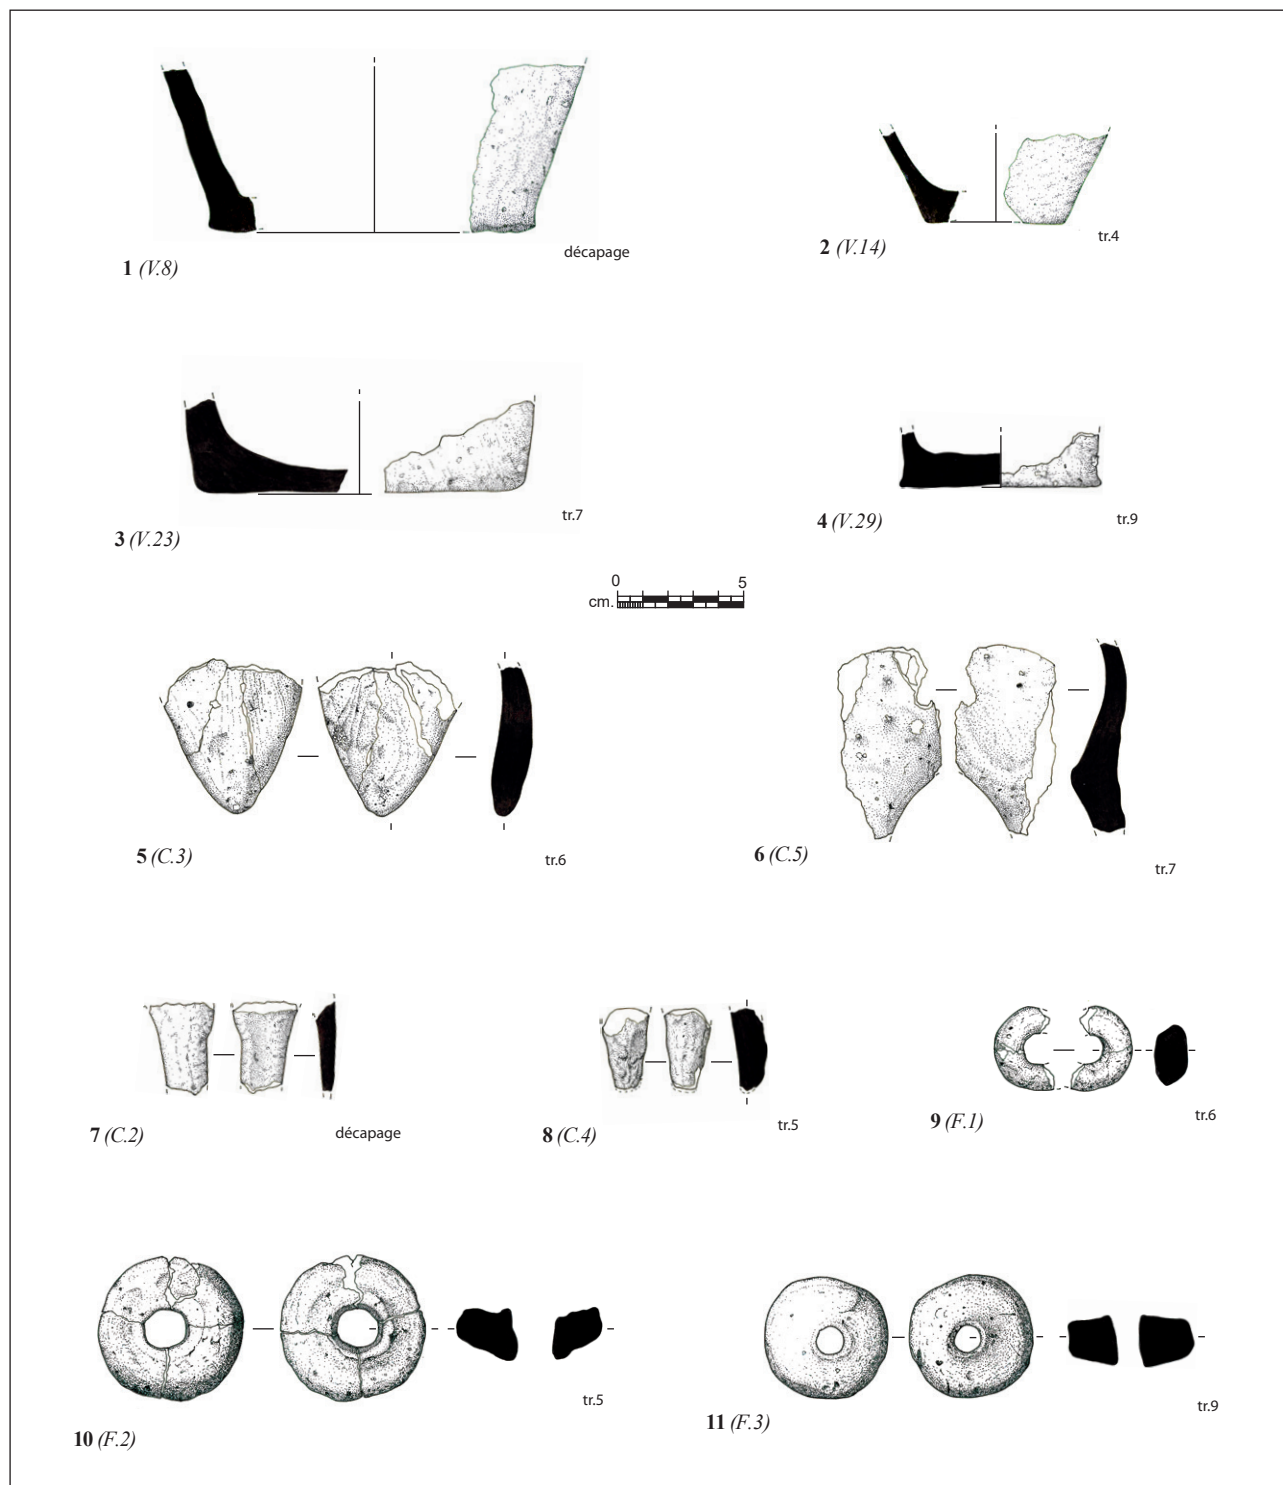 décapage
1 (V.8)
tr.4
2 (V.14)
tr.7
3 (V.23)
tr.9
4 (V.29)
0 5
cm.
tr.6
5 (C.3)
tr.7
6 (C.5)
décapage
7 (C.2)
tr.5
8 (C.4)
tr.6
9 (F.1)
tr.5
10 (F.2)
tr.9
11 (F.3)